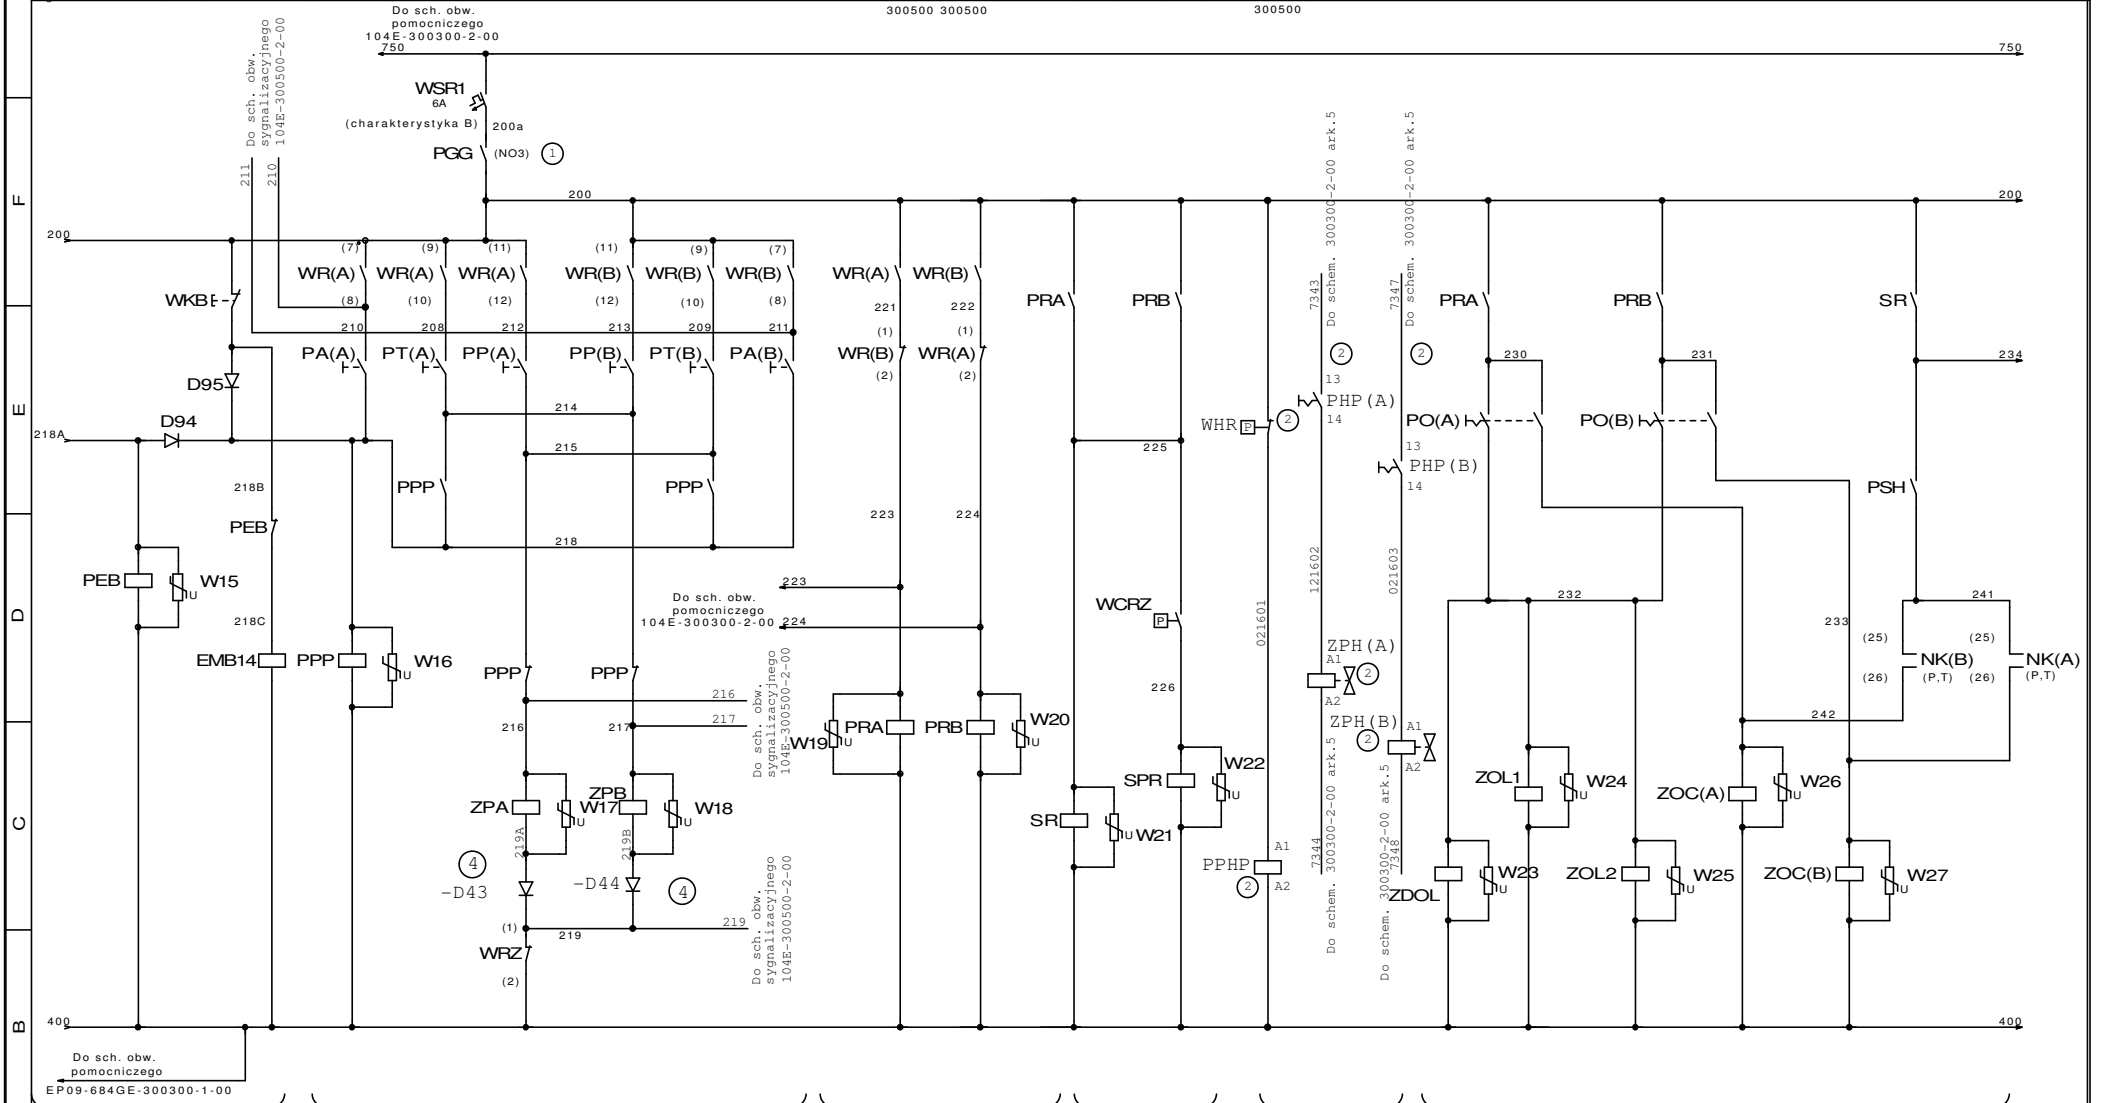 Do sch. obw.
pomocniczego
104E-300300-2-00
300500 300500
300500
750
750
WSR1
6A
(charakterystyka B)
200a
PGG
(NO3)
1
211
Do sch. obw.
sygnalizacyjnego
104E-300500-2-00
210
F
200
200
200
(7)
(9)
(11)
(11)
(9)
(7)
WR(A)
WR(A)
WR(A)
WR(B)
WR(B)
WR(B)
WR(A)
WR(B)
(8)
(10)
(12)
(12)
(10)
(8)
221
222
WKB
210
208
212
213
209
211
(1)
(1)
PA(A)
PT(A)
PP(A)
PP(B)
PT(B)
PA(B)
WR(B)
WR(A)
(2)
(2)
PRA
PRB
7343
Do schem. 300300-2-00 ark.5
7347
Do schem. 300300-2-00 ark.5
2
2
PRA
PRB
SR
230
231
234
D95
E
D94
218A
214
215
225
WHR
P
2
13
PHP(A)
14
13
PHP(B)
14
PO(A)
PO(B)
218B
PPP
PPP
PSH
PEB
218
223
224
D
PEB
W15
U
218C
EMB14
PPP
W16
U
223
Do sch. obw.
pomocniczego
104E-300300-2-00
224
WCRZ
P
226
021601
121602
021603
232
233
241
(25)
(25)
NK(B)
(P,T)
(26)
(26)
NK(A)
(P,T)
242
PPP
PPP
216
217
216
217
Do sch. obw.
sygnalizacyjnego
104E-300500-2-00
ZPH(A)
A1
2
A2
ZPH(B)
A1
2
A2
W19
U
PRA
PRB
W20
U
C
ZPA
W17
U
ZPB
W18
U
219A
219B
4
-D43
-D44
4
SR
W21
U
SPR
W22
U
PPHP
A1
2
A2
7344
Do schem. 300300-2-00 ark.5
7348
Do schem. 300300-2-00 ark.5
ZOL1
W24
U
ZOC(A)
W26
U
ZDOL
W23
U
ZOL2
W25
U
ZOC(B)
W27
U
(1)
219
219
Do sch. obw.
sygnalizacyjnego
104E-300500-2-00
WRZ
(2)
B
400
400
Do sch. obw.
pomocniczego
EP09-684GE-300300-1-00